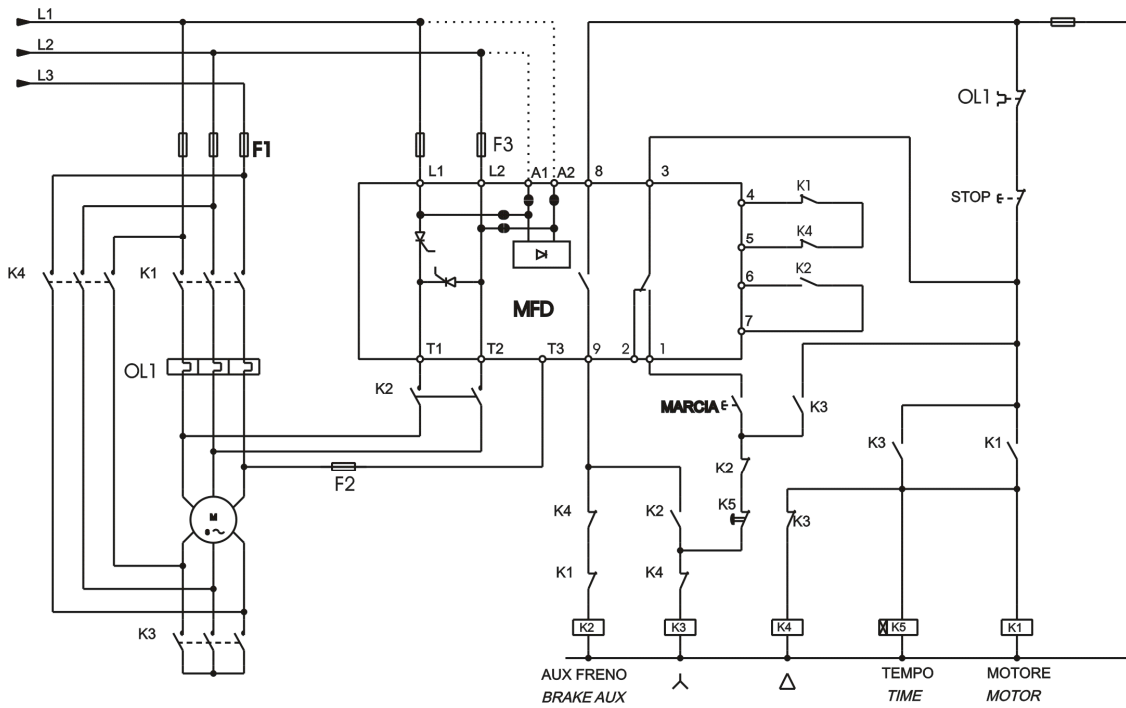 L1
L2
L3
OL1
F3
F1
L1 L2 A1 A2 8 3
K1
4
STOP
K4
5
K4 K1
K2
6
MFD
7
T1 T2 T3 9 2 1
OL1
K2
MARCIA
K3
K3
K1
K2
F2
K5
K4
K2
K3
M
8
K1
K4
K3
K2
K3
K4
K5
K1
AUX FRENO
BRAKE AUX
TEMPO
TIME
MOTORE
MOTOR